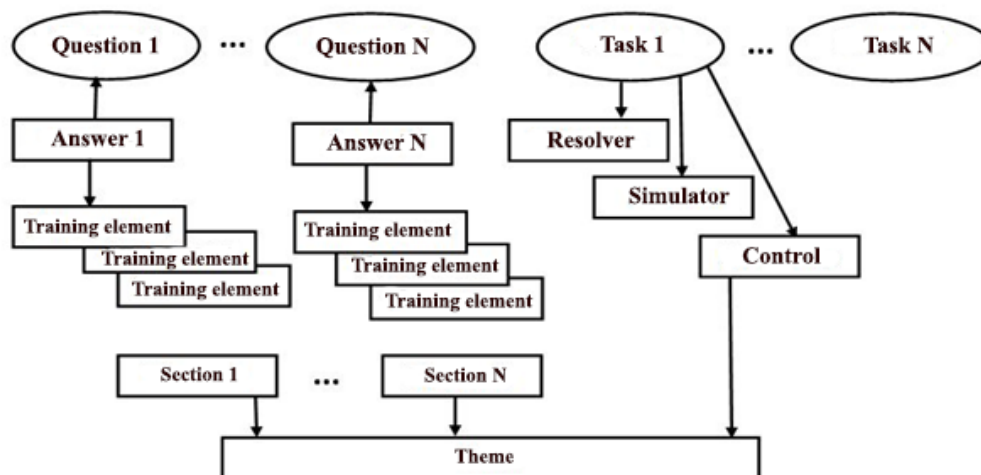 Question 1
...
Question N
Task 1
...
Task N
Answer 1
Answer N
Resolver
Simulator
Training element
Training element
Training element
Training element
Training element
Training element
Control
Section 1
...
Section N
Theme